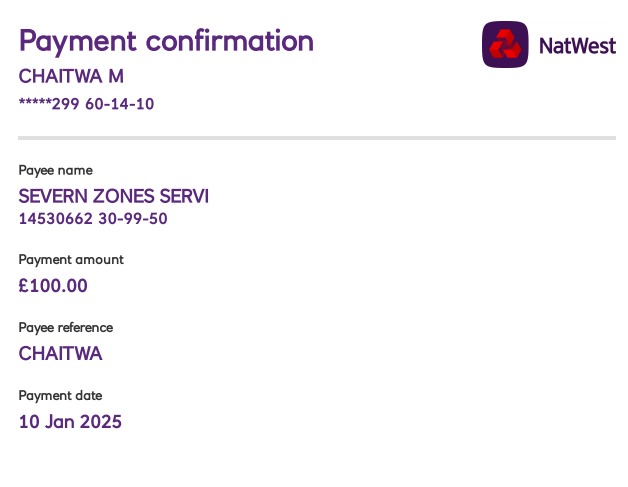 Payment confirmation
NatWest
CHAITWA M
*****299 60-14-10
Payee name
SEVERN ZONES SERVI
14530662 30-99-50
Payment amount
£100.00
Payee reference
CHAITWA
Payment date
10 Jan 2025